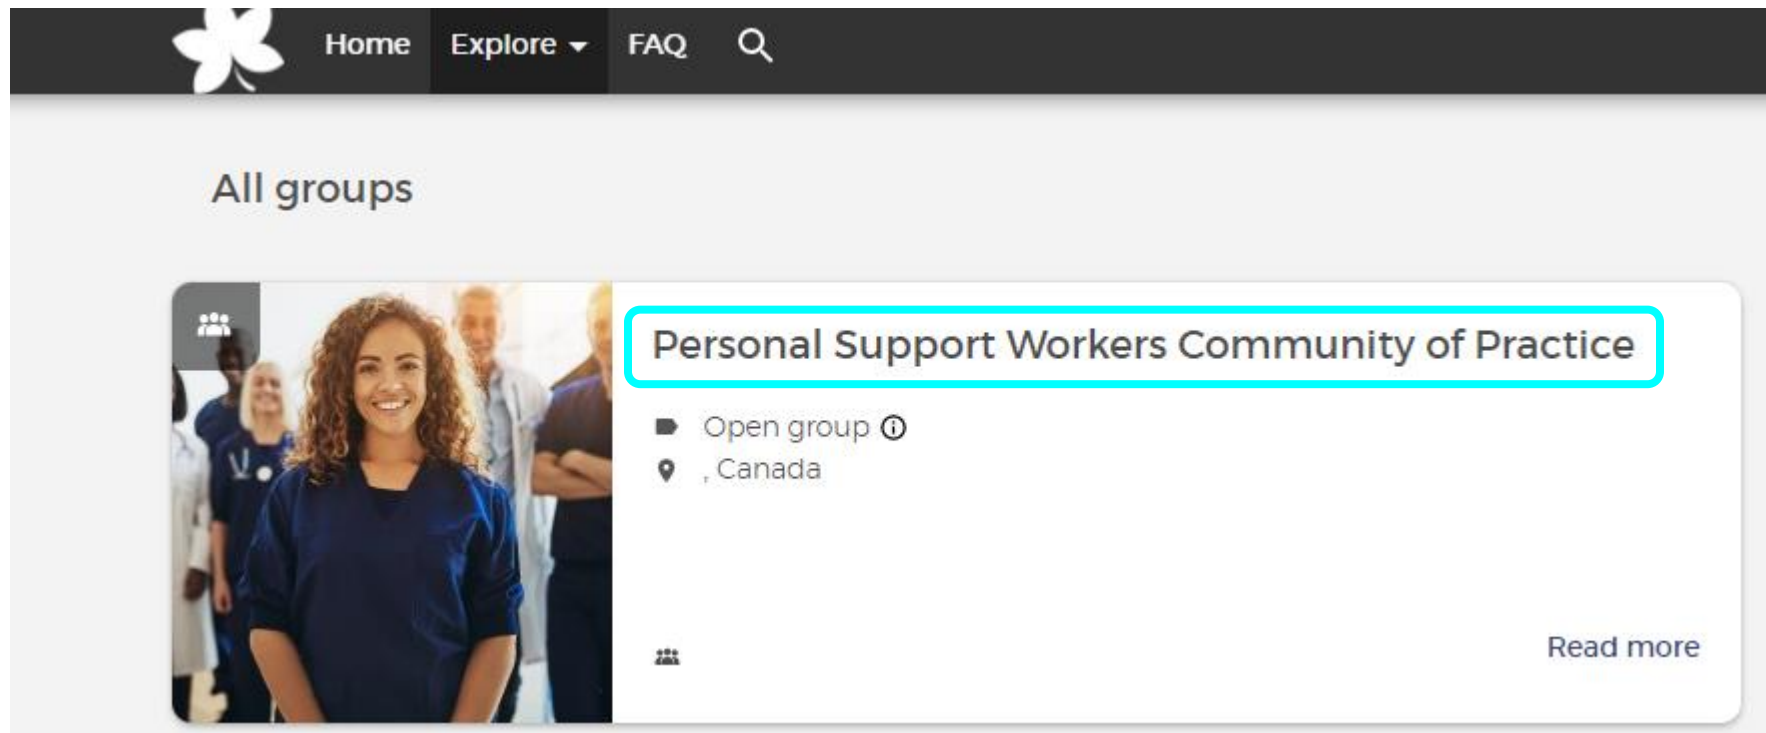 Home Explore FAQ
All groups
Personal Support Workers Community of Practice
Open group
, Canada
Read more